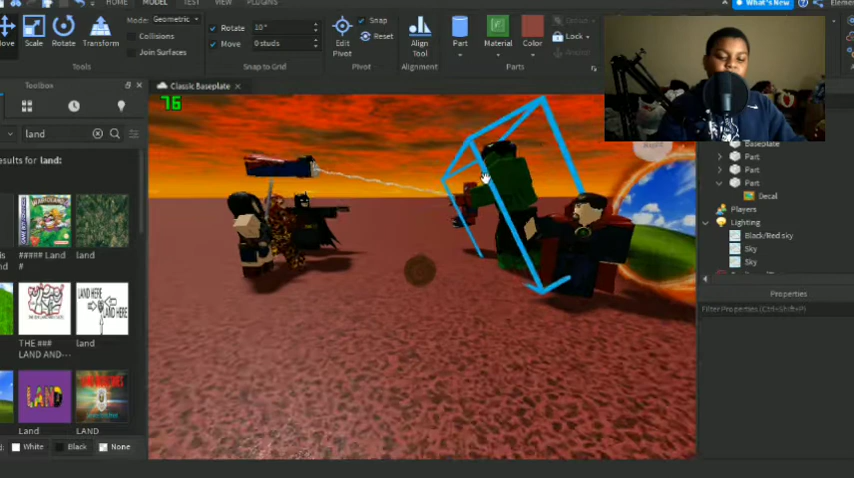 HOME
MODEL
TEST
VIEW
PLUGINS
What's New
Move
Scale
Rotate
Transform
Tools
Mode: Geometric
Collisions
Join Surfaces
Rotate
10°
Move
0 studs
Snap to Grid
Edit
Pivot
Snap
Reset
Pivot
Align
Tool
Alignment
Part
Material
Color
Lock
Parts
Toolbox
Classic Baseplate
land
results for land:
76
##### Land
#
land
THE ###
LAND AND...
LAND HERE
LAND HERE
land
LAND
Land
LAND
White
Black
None
Baseplate
Part
Part
Part
Decal
Players
Lighting
Black/Red sky
Sky
Sky
Properties
Filter Properties (Ctrl+Shift+P)